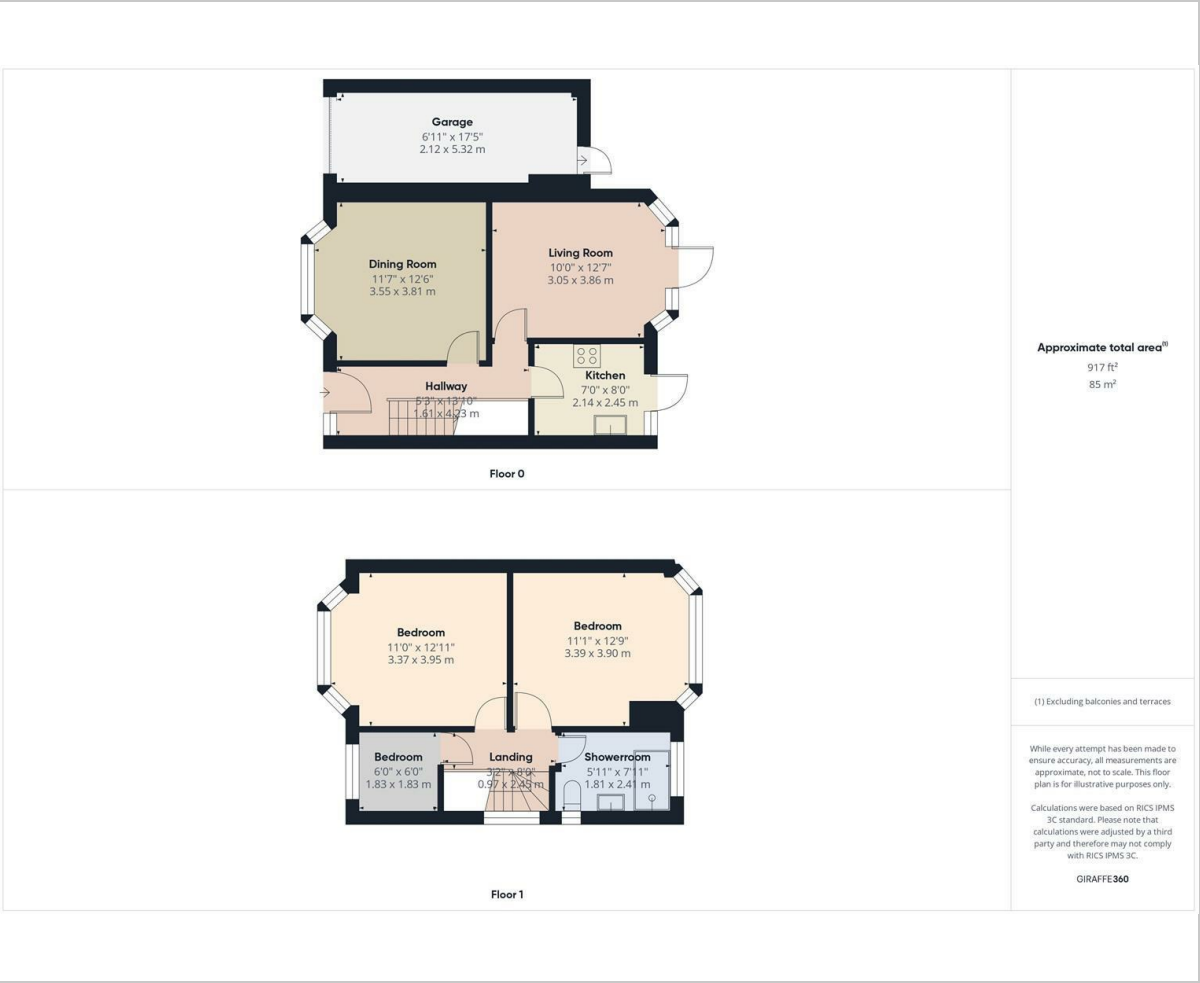 Garage
6'11" x 17'5"
2.12 x 5.32 m
Dining Room
11'7" x 12'6"
3.55 x 3.81 m
Living Room
10'0" x 12'7"
3.05 x 3.86 m
Kitchen
7'0" x 8'0"
2.14 x 2.45 m
Hallway
5'3" x 13'10"
1.61 x 4.23 m
Floor 0
Bedroom
11'0" x 12'11"
3.37 x 3.95 m
Bedroom
11'1" x 12'9"
3.39 x 3.90 m
Bedroom
6'0" x 6'0"
1.83 x 1.83 m
Landing
3'2" x 8'0"
0.97 x 2.45 m
Showerroom
5'11" x 7'11"
1.81 x 2.41 m
Floor 1
Approximate total area(1)
917 ft²
85 m²
(1) Excluding balconies and terraces
While every attempt has been made to
ensure accuracy, all measurements are
approximate, not to scale. This floor
plan is for illustrative purposes only.
Calculations were based on RICS IPMS
3C standard. Please note that
calculations were adjusted by a third
party and therefore may not comply
with RICS IPMS 3C.
GIRAFFE360